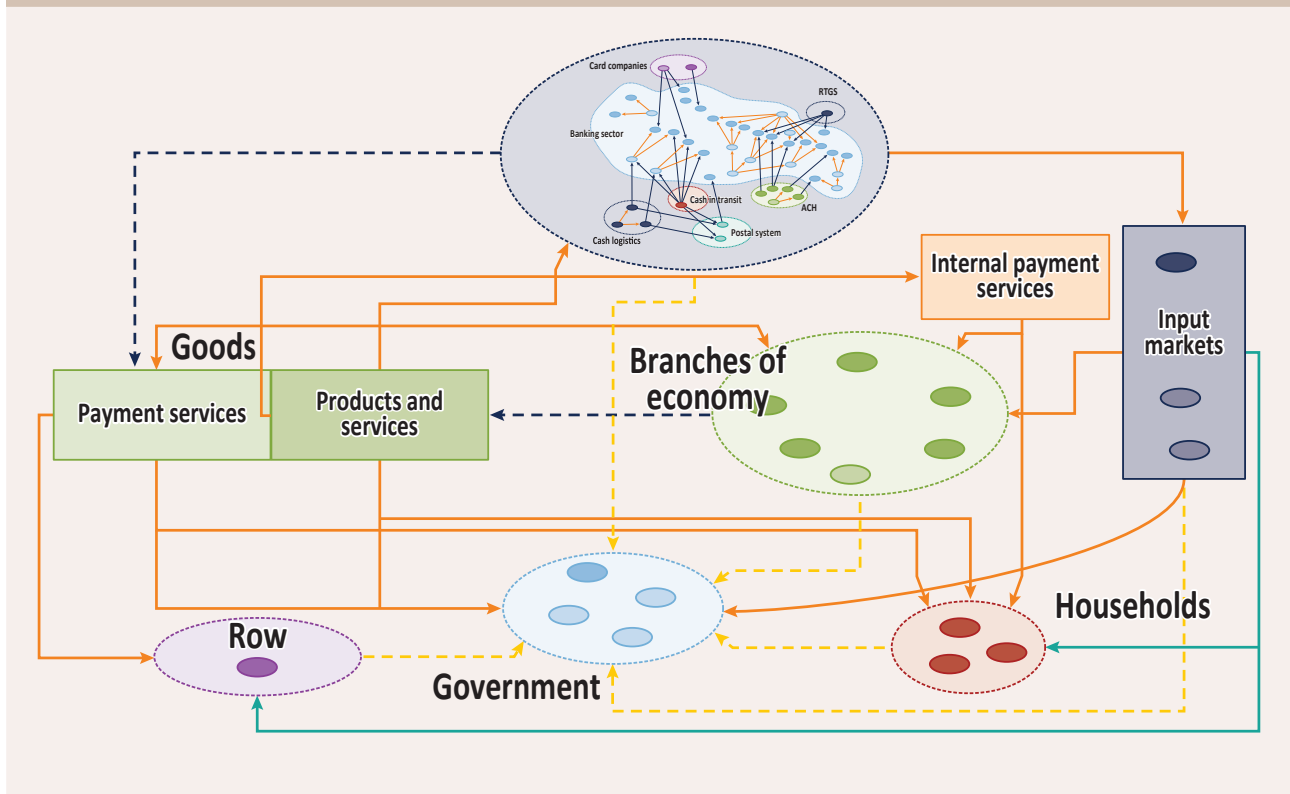 Card companies
RTGS
Banking sector
Cash in transit
ACH
Cash logistics
Postal system
Internal payment
services
Input
markets
Goods
Branches of
economy
Payment services
Products and
services
Households
Row
Government